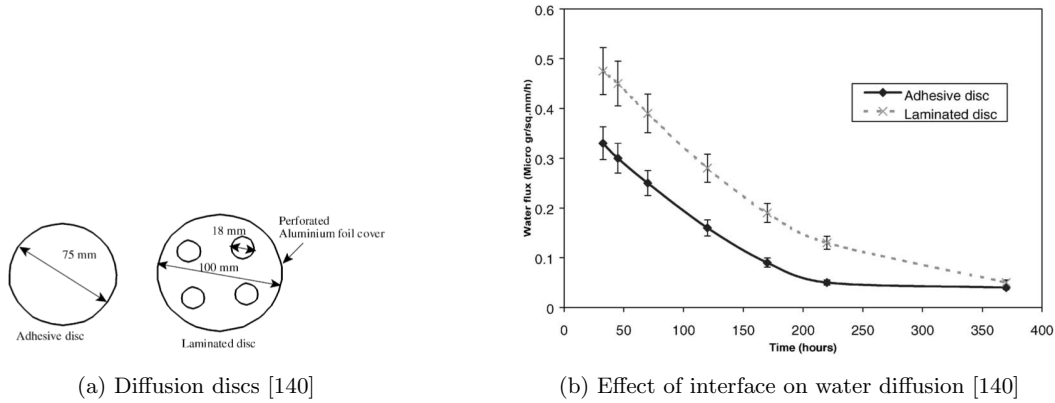 75 mm
Adhesive disc
18 mm
100 mm
Perforated
Aluminium foil cover
Laminated disc
(a) Diffusion discs [140]
Water flux (Micro gr/sq.mm/h)
0.6
0.5
0.4
0.3
0.2
0.1
0
0 50 100 150 200 250 300 350 400
Time (hours)
Adhesive disc
Laminated disc
(b) Effect of interface on water diffusion [140]